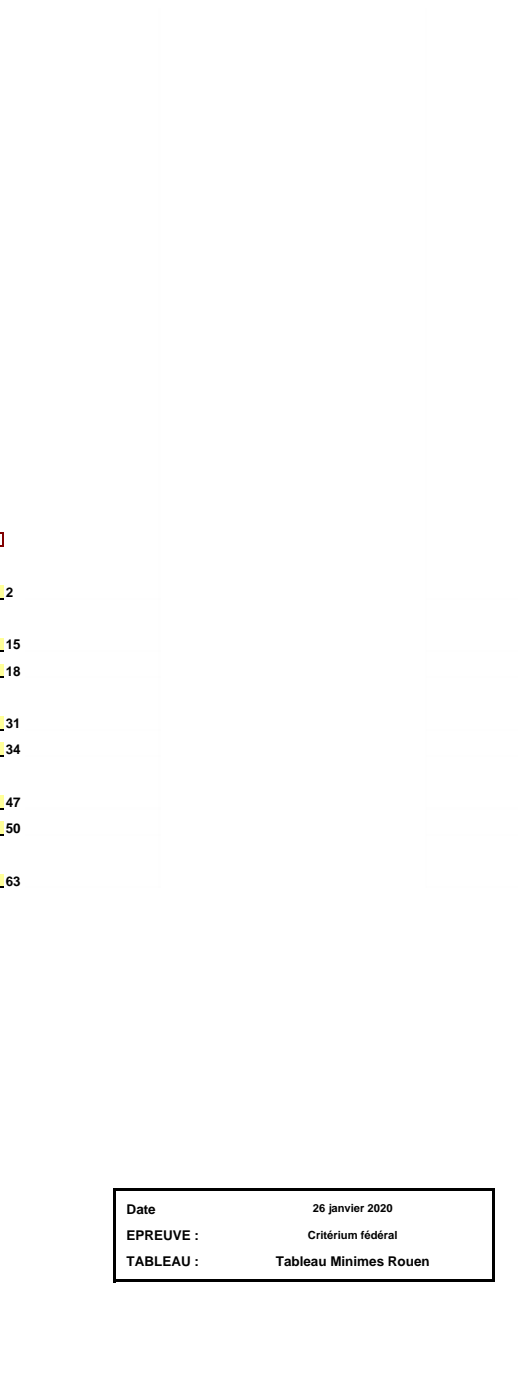 2
15
18
31
34
47
50
63
Date 26 janvier 2020
EPREUVE : Critérium fédéral
TABLEAU : Tableau Minimes Rouen